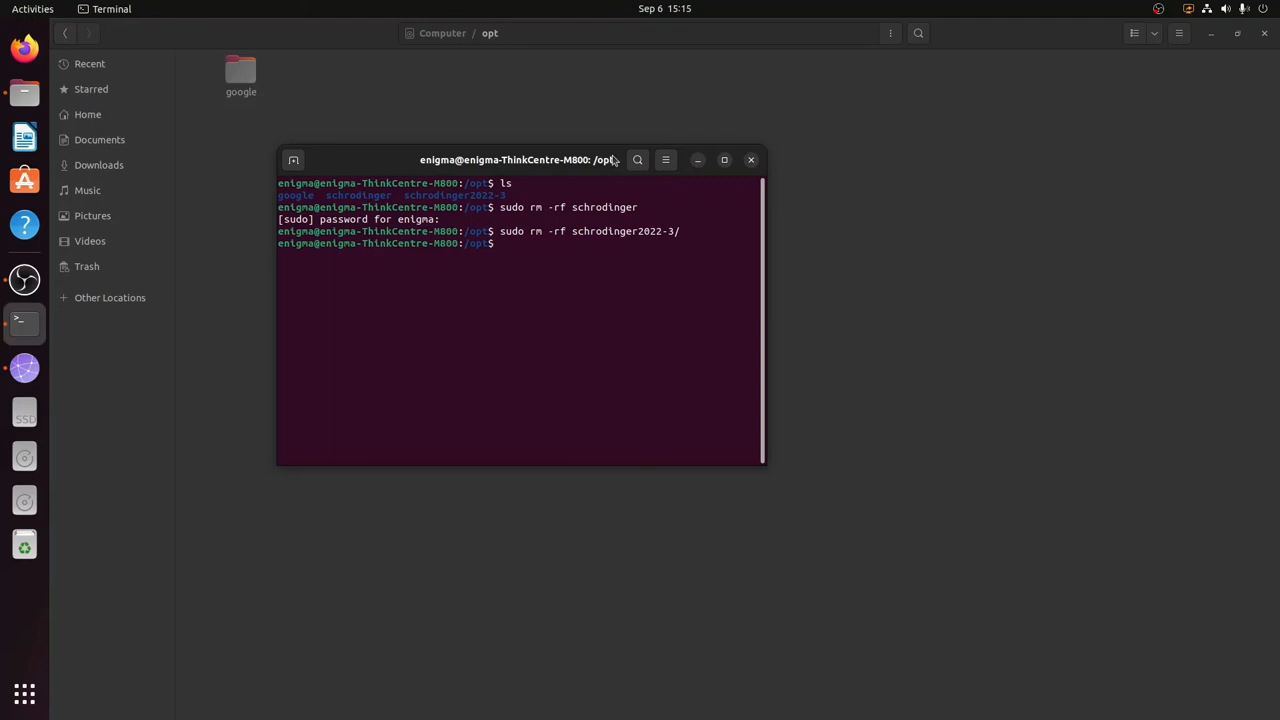 Activities
Terminal
Sep 6 15:15
Computer / opt
Recent
Starred
Home
Documents
Downloads
Music
Pictures
Videos
Trash
+ Other Locations
google
enigma@enigma-ThinkCentre-M800: /opt
enigma@enigma-ThinkCentre-M800:/opt$ ls
google schrodinger schrodinger2022-3
enigma@enigma-ThinkCentre-M800:/opt$ sudo rm -rf schrodinger
[sudo] password for enigma:
enigma@enigma-ThinkCentre-M800:/opt$ sudo rm -rf schrodinger2022-3/
enigma@enigma-ThinkCentre-M800:/opt$
>_
?
SSD